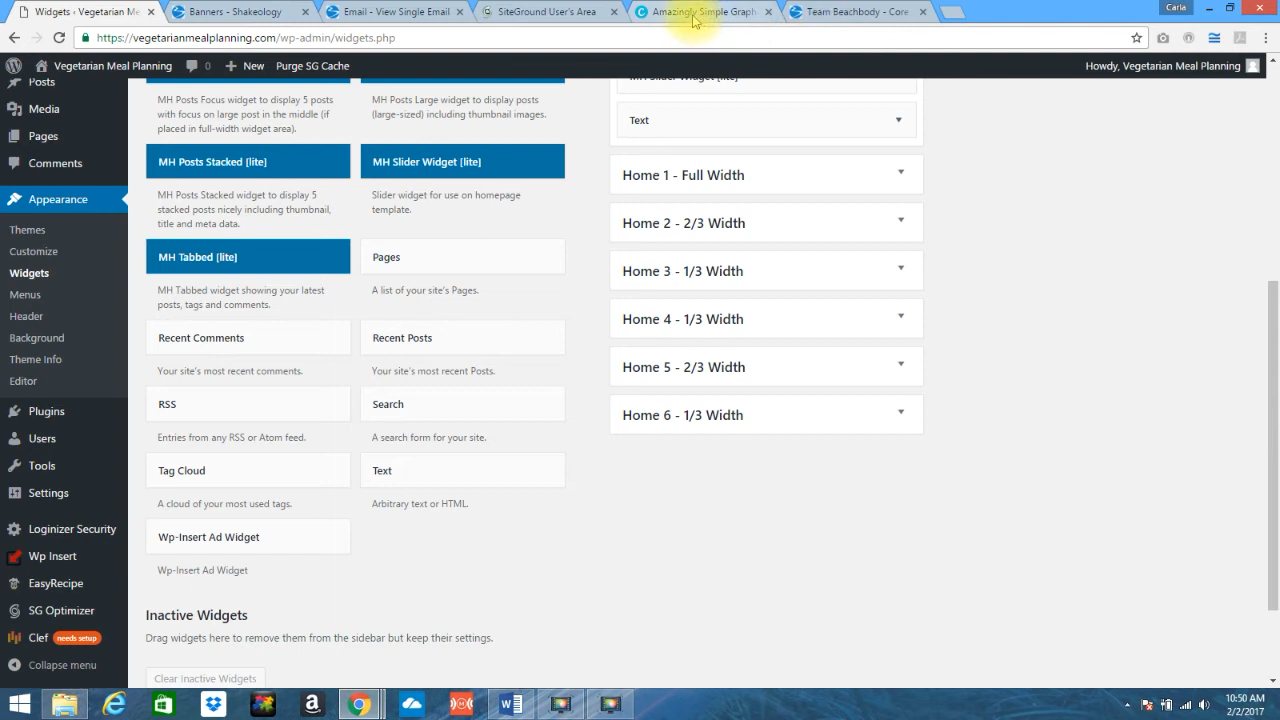 Widgets ‹ Vegetarian Me
Banners - Shakeology
Email - View Single Email
SiteGround User's Area
Amazingly Simple Graph
Team Beachbody - Core
Carla
https://vegetarianmealplanning.com/wp-admin/widgets.php
Vegetarian Meal Planning
0
New
Purge SG Cache
Howdy, Vegetarian Meal Planning
Posts
Media
Pages
Comments
Appearance
Themes
Customize
Widgets
Menus
Header
Background
Theme Info
Editor
Plugins
Users
Tools
Settings
Loginizer Security
Wp Insert
EasyRecipe
SG Optimizer
Clef needs setup
Collapse menu
MH Posts Focus widget to display 5 posts
with focus on large post in the middle (if
placed in full-width widget area).
MH Posts Large widget to display posts
(large-sized) including thumbnail images.
MH Posts Stacked [lite]
MH Posts Stacked widget to display 5
stacked posts nicely including thumbnail,
title and meta data.
MH Slider Widget [lite]
Slider widget for use on homepage
template.
MH Tabbed [lite]
MH Tabbed widget showing your latest
posts, tags and comments.
Pages
A list of your site's Pages.
Recent Comments
Your site's most recent comments.
Recent Posts
Your site's most recent Posts.
RSS
Entries from any RSS or Atom feed.
Search
A search form for your site.
Tag Cloud
A cloud of your most used tags.
Text
Arbitrary text or HTML.
Wp-Insert Ad Widget
Wp-Insert Ad Widget
Inactive Widgets
Drag widgets here to remove them from the sidebar but keep their settings.
Clear Inactive Widgets
MH Slider Widget [lite]
Text
Home 1 - Full Width
Home 2 - 2/3 Width
Home 3 - 1/3 Width
Home 4 - 1/3 Width
Home 5 - 2/3 Width
Home 6 - 1/3 Width
10:50 AM
2/2/2017